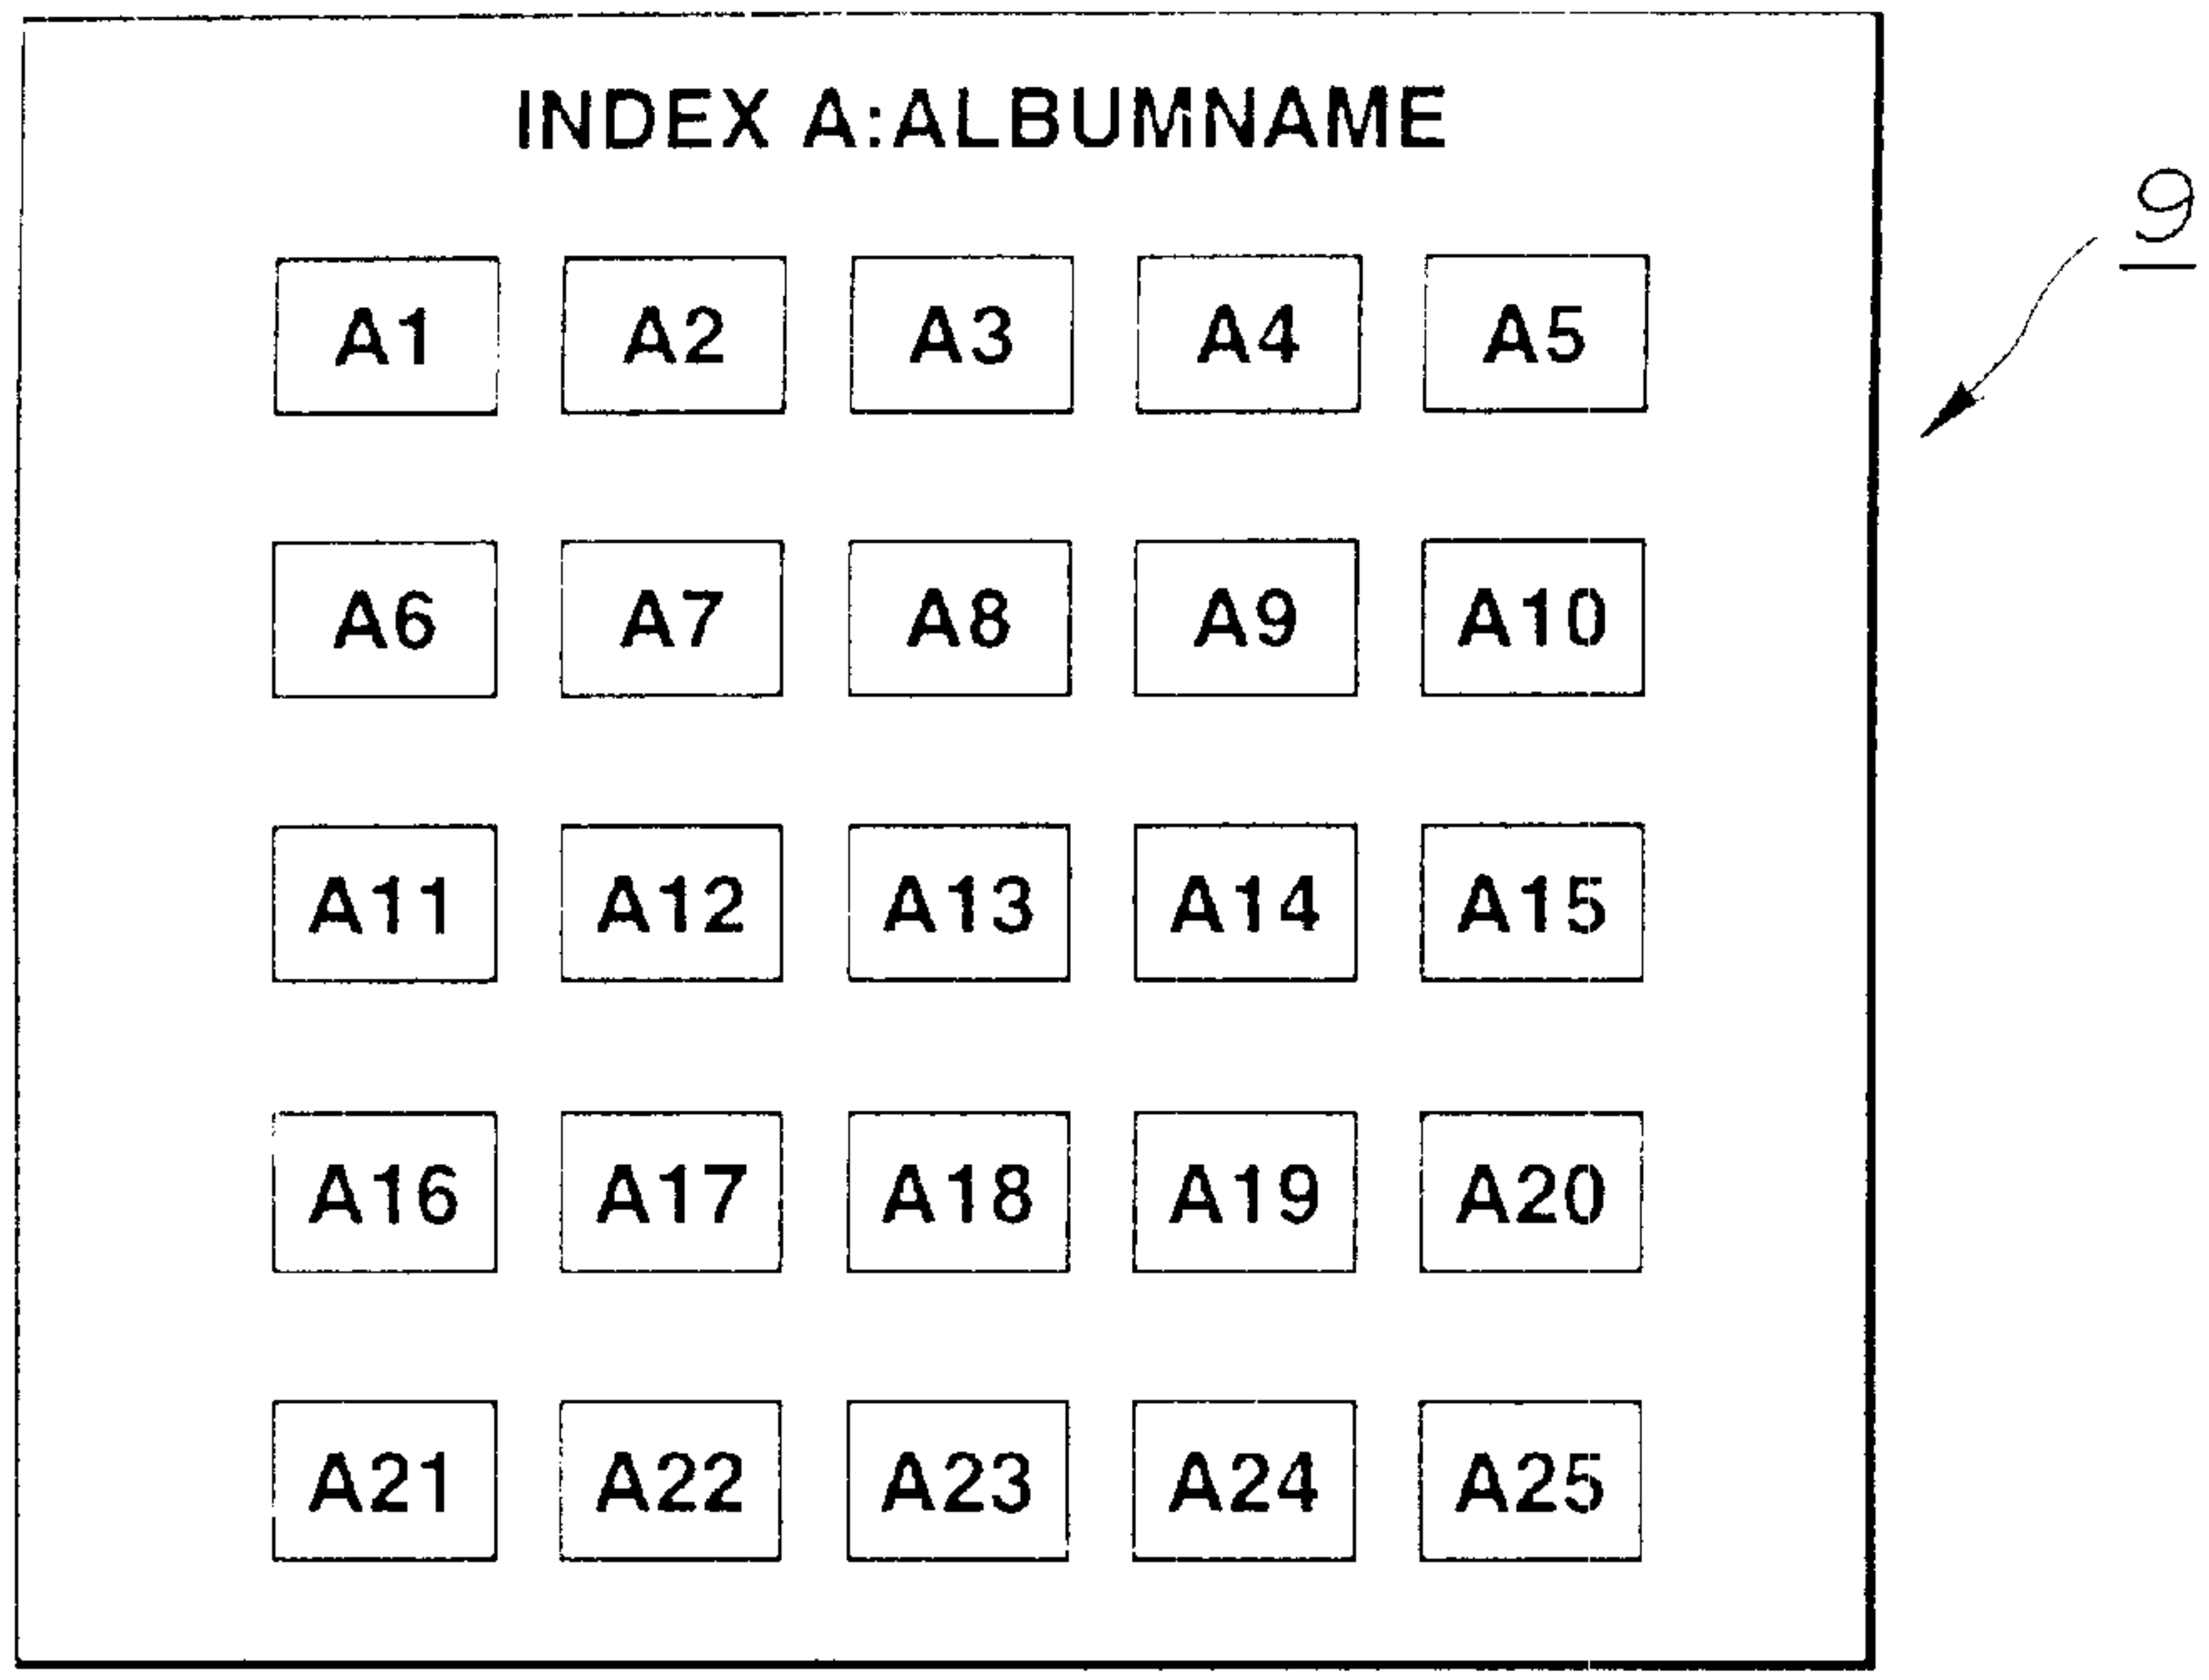 INDEX A:ALBUMNAME
9
A1 A2 A3 A4 A5
A6 A7 A8 A9 A10
A11 A12 A13 A14 A15
A16 A17 A18 A19 A20
A21 A22 A23 A24 A25